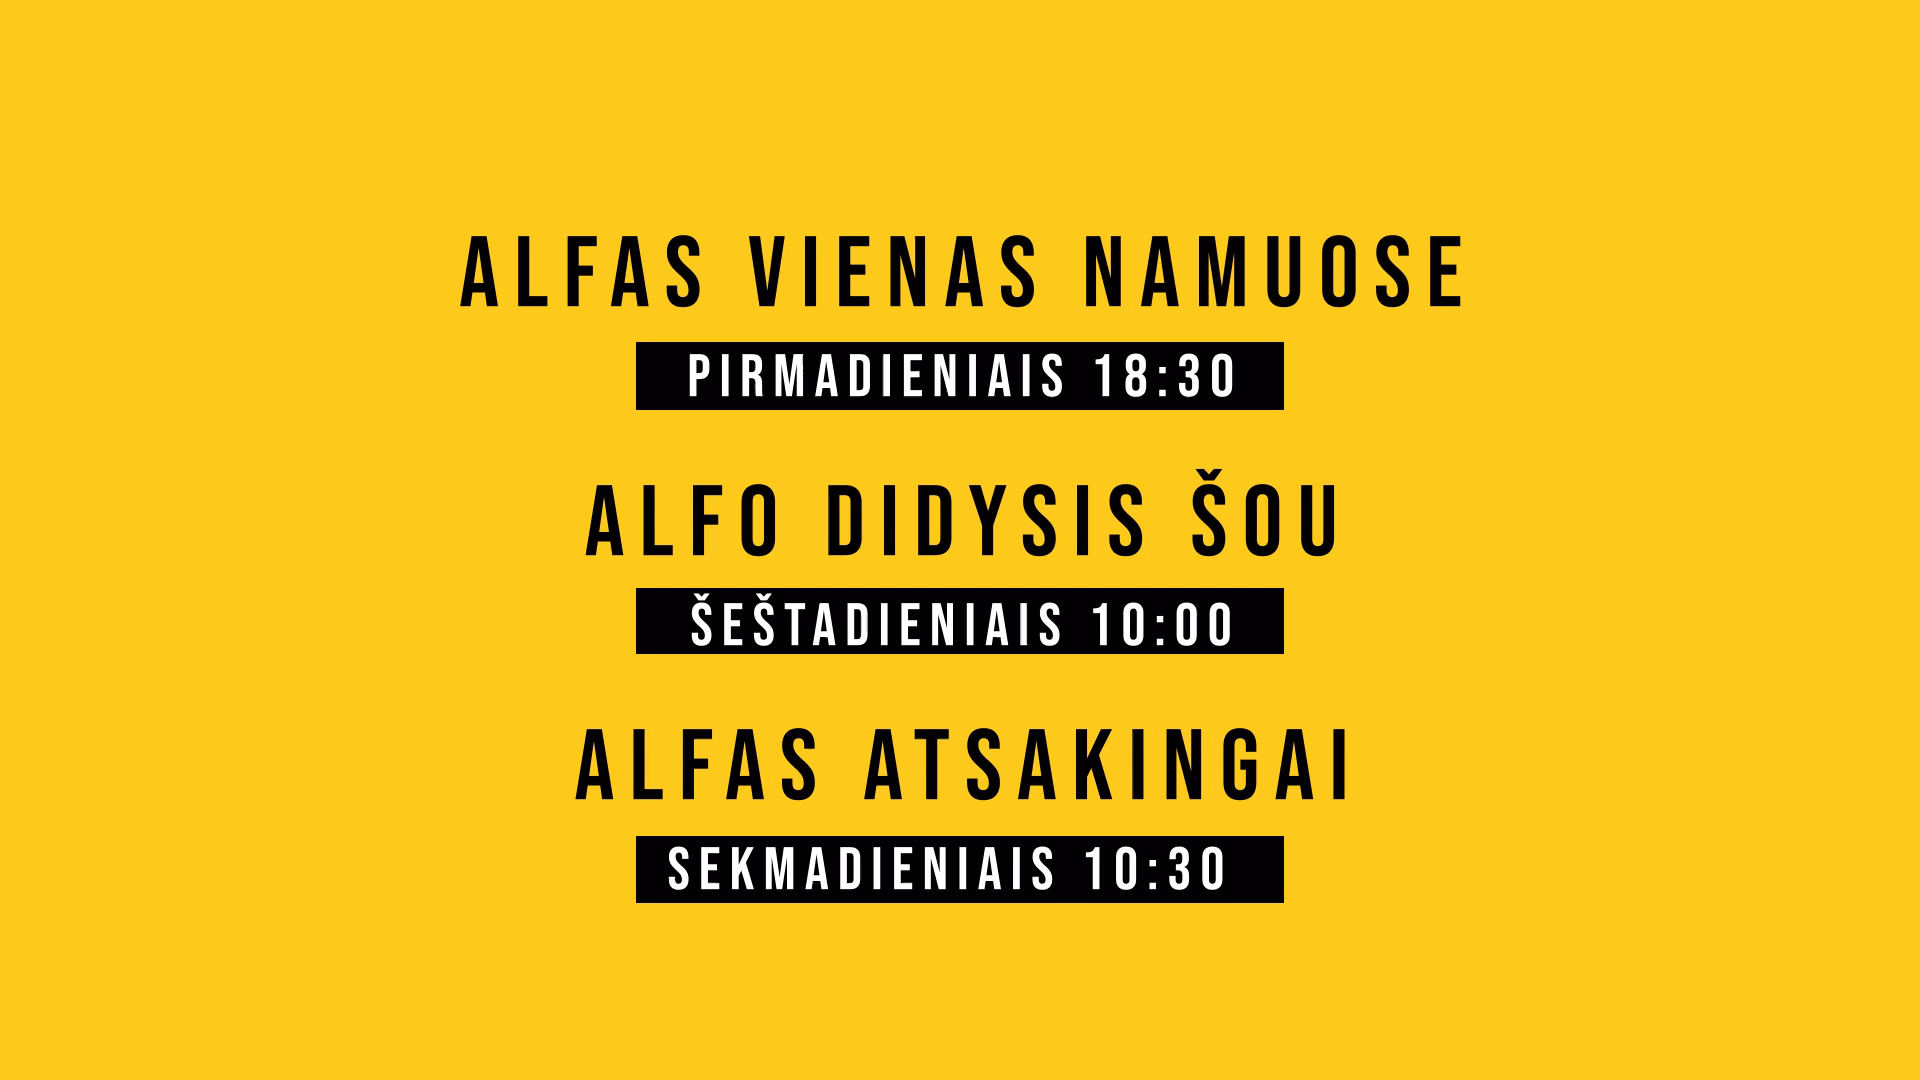 ALFAS VIENAS NAMUOSE
PIRMADIENIAIS 18:30
ALFO DIDYSIS ŠOU
ŠEŠTADIENIAIS 10:00
ALFAS ATSAKINGAI
SEKMADIENIAIS 10:30